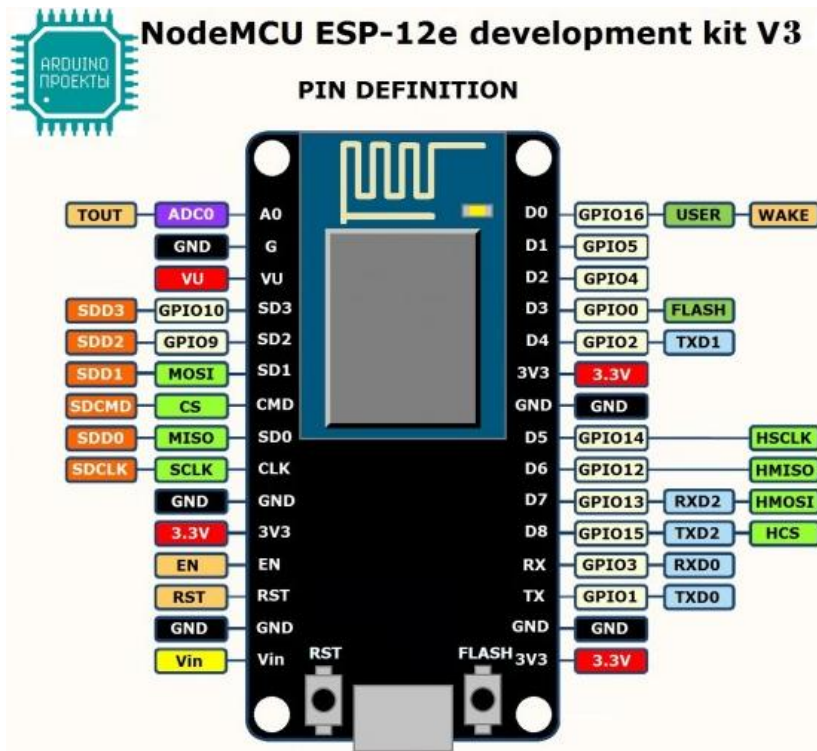 ARDUINO
ПРОЕКТЫ
NodeMCU ESP-12e development kit V3
PIN DEFINITION
TOUT ADC0 A0 D0 GPIO16 USER WAKE
GND G D1 GPIO5
VU VU D2 GPIO4
SDD3 GPIO10 SD3 D3 GPIO0 FLASH
SDD2 GPIO9 SD2 D4 GPIO2 TXD1
SDD1 MOSI SD1 3V3 3.3V
SDCMD CS CMD GND GND
SDD0 MISO SD0 D5 GPIO14 HSCLK
SDCLK SCLK CLK D6 GPIO12 HMISO
GND GND D7 GPIO13 RXD2 HMOSI
3.3V 3V3 D8 GPIO15 TXD2 HCS
EN EN RX GPIO3 RXD0
RST RST TX GPIO1 TXD0
GND GND GND GND
Vin Vin RST FLASH 3V3 3.3V